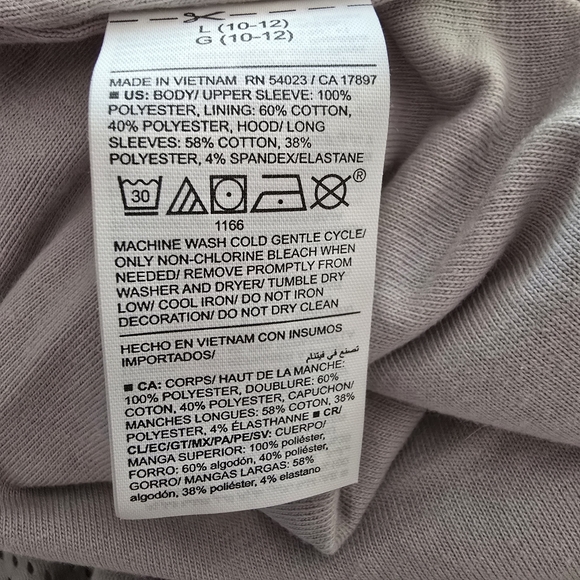 L (10-12)
G (10-12)
MADE IN VIETNAM RN 54023 / CA 17897
■ US: BODY/ UPPER SLEEVE: 100%
POLYESTER, LINING: 60% COTTON,
40% POLYESTER, HOOD/ LONG
SLEEVES: 58% COTTON, 38%
POLYESTER, 4% SPANDEX/ELASTANE
30 ®
1166
MACHINE WASH COLD GENTLE CYCLE/
ONLY NON-CHLORINE BLEACH WHEN
NEEDED/ REMOVE PROMPTLY FROM
WASHER AND DRYER/ TUMBLE DRY
LOW/ COOL IRON/ DO NOT IRON
DECORATION/ DO NOT DRY CLEAN
HECHO EN VIETNAM CON INSUMOS
IMPORTADOS/ تصنع في فيتنام
■ CA: CORPS/ HAUT DE LA MANCHE:
100% POLYESTER, DOUBLURE: 60%
COTON, 40% POLYESTER, CAPUCHON/
MANCHES LONGUES: 58% COTON, 38%
POLYESTER, 4% ÉLASTHANNE ■ CR/
CL/EC/GT/MX/PA/PE/SV: CUERPO/
MANGA SUPERIOR: 100% poliéster,
FORRO: 60% algodón, 40% poliéster,
GORRO/ MANGAS LARGAS: 58%
algodón, 38% poliéster, 4% elastano